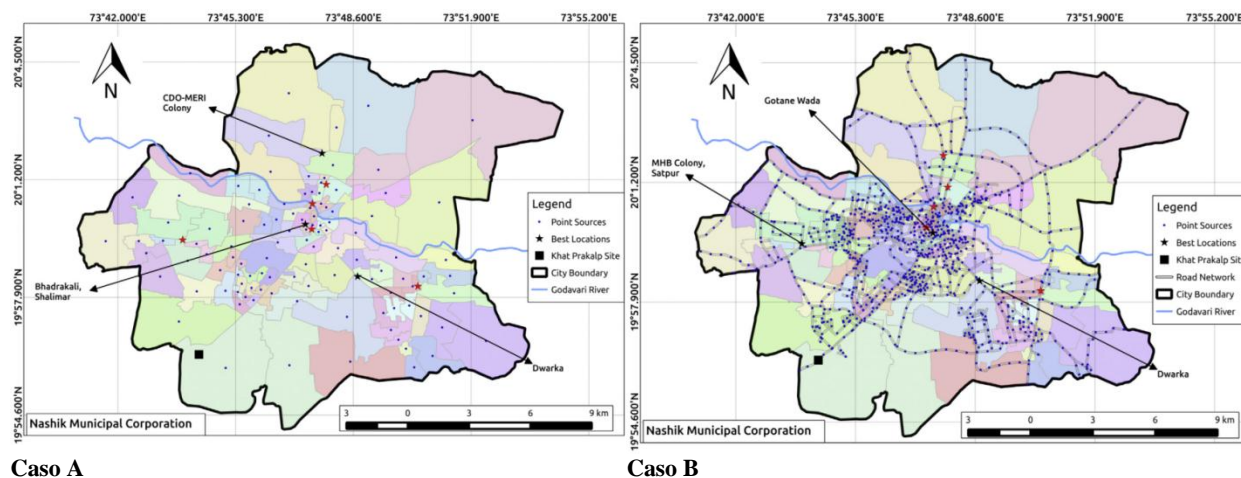 73°42.000'E 73°45.300'E 73°48.600'E 73°51.900'E 73°55.200'E
20°4.500'N
20°1.200'N
19°57.900'N
19°54.600'N
N
CDO-MERI
Colony
Bhadrakali,
Shalimar
Dwarka
Legend
Point Sources
Best Locations
Khat Prakalp Site
City Boundary
Godavari River
Nashik Municipal Corporation
3 0 3 6 9 km
Caso A
73°42.000'E 73°45.300'E 73°48.600'E 73°51.900'E 73°55.200'E
20°4.500'N
20°1.200'N
19°57.900'N
19°54.600'N
N
Gotane Wada
MHB Colony,
Satpur
Dwarka
Legend
Point Sources
Best Locations
Khat Prakalp Site
Road Network
City Boundary
Godavari River
Nashik Municipal Corporation
3 0 3 6 9 km
Caso B